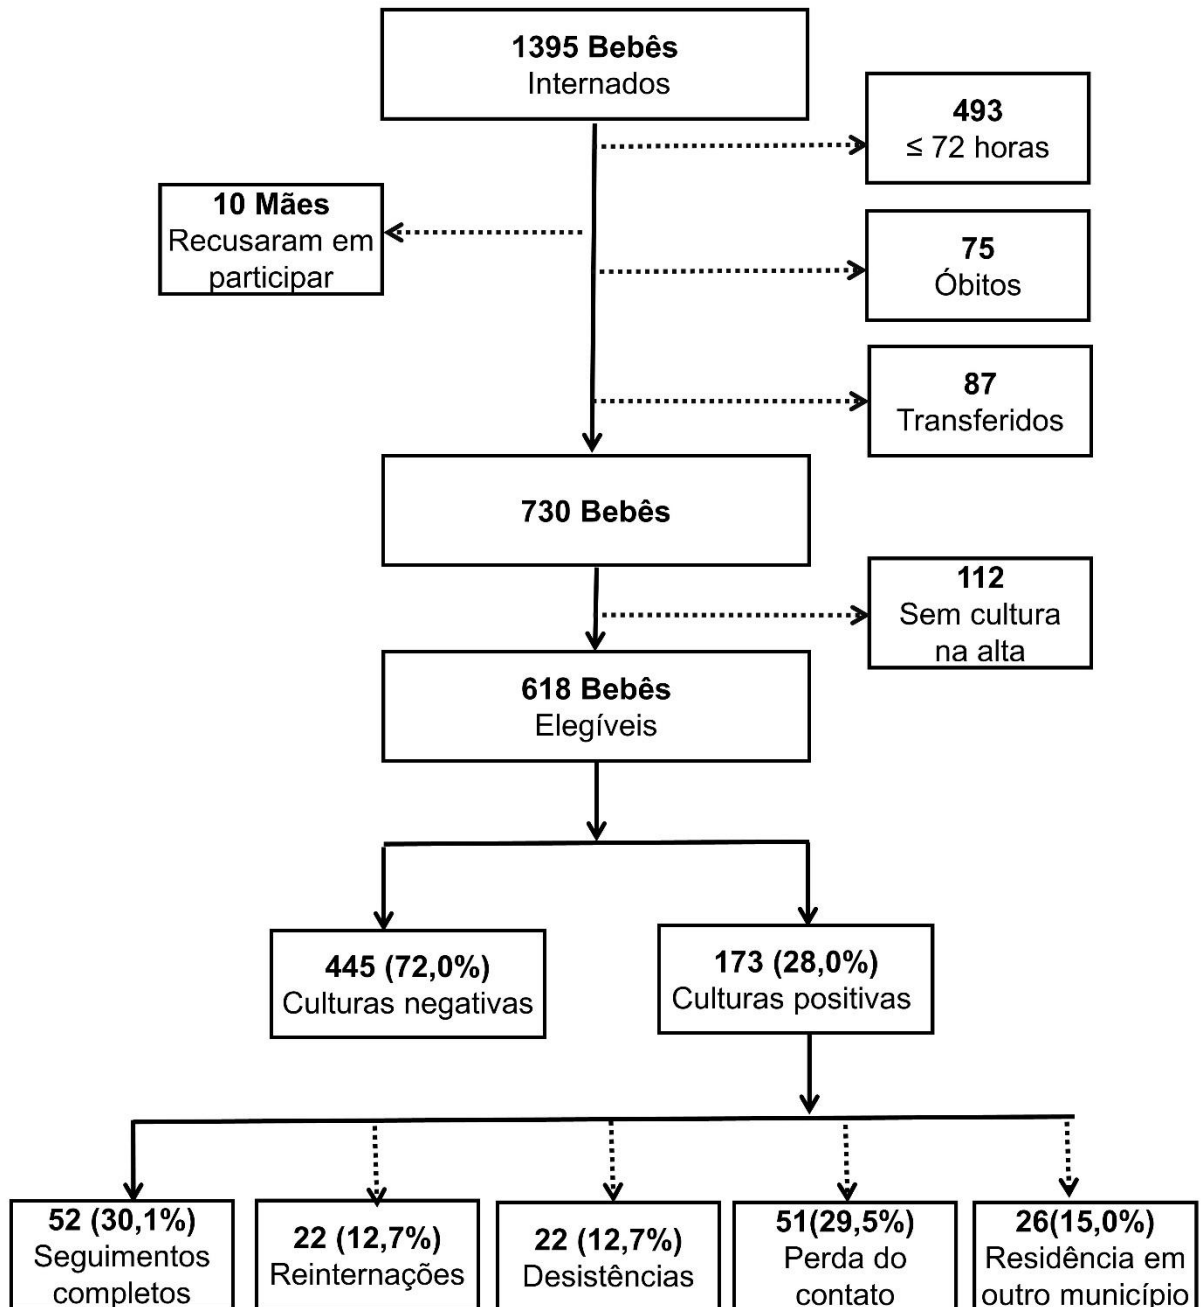 1395 Bebês
Internados
493
≤ 72 horas
10 Mães
Recusaram em
participar
75
Óbitos
87
Transferidos
730 Bebês
112
Sem cultura
na alta
618 Bebês
Elegíveis
445 (72,0%)
Culturas negativas
173 (28,0%)
Culturas positivas
52 (30,1%)
Seguimentos
completos
22 (12,7%)
Reinternações
22 (12,7%)
Desistências
51(29,5%)
Perda do
contato
26(15,0%)
Residência em
outro município